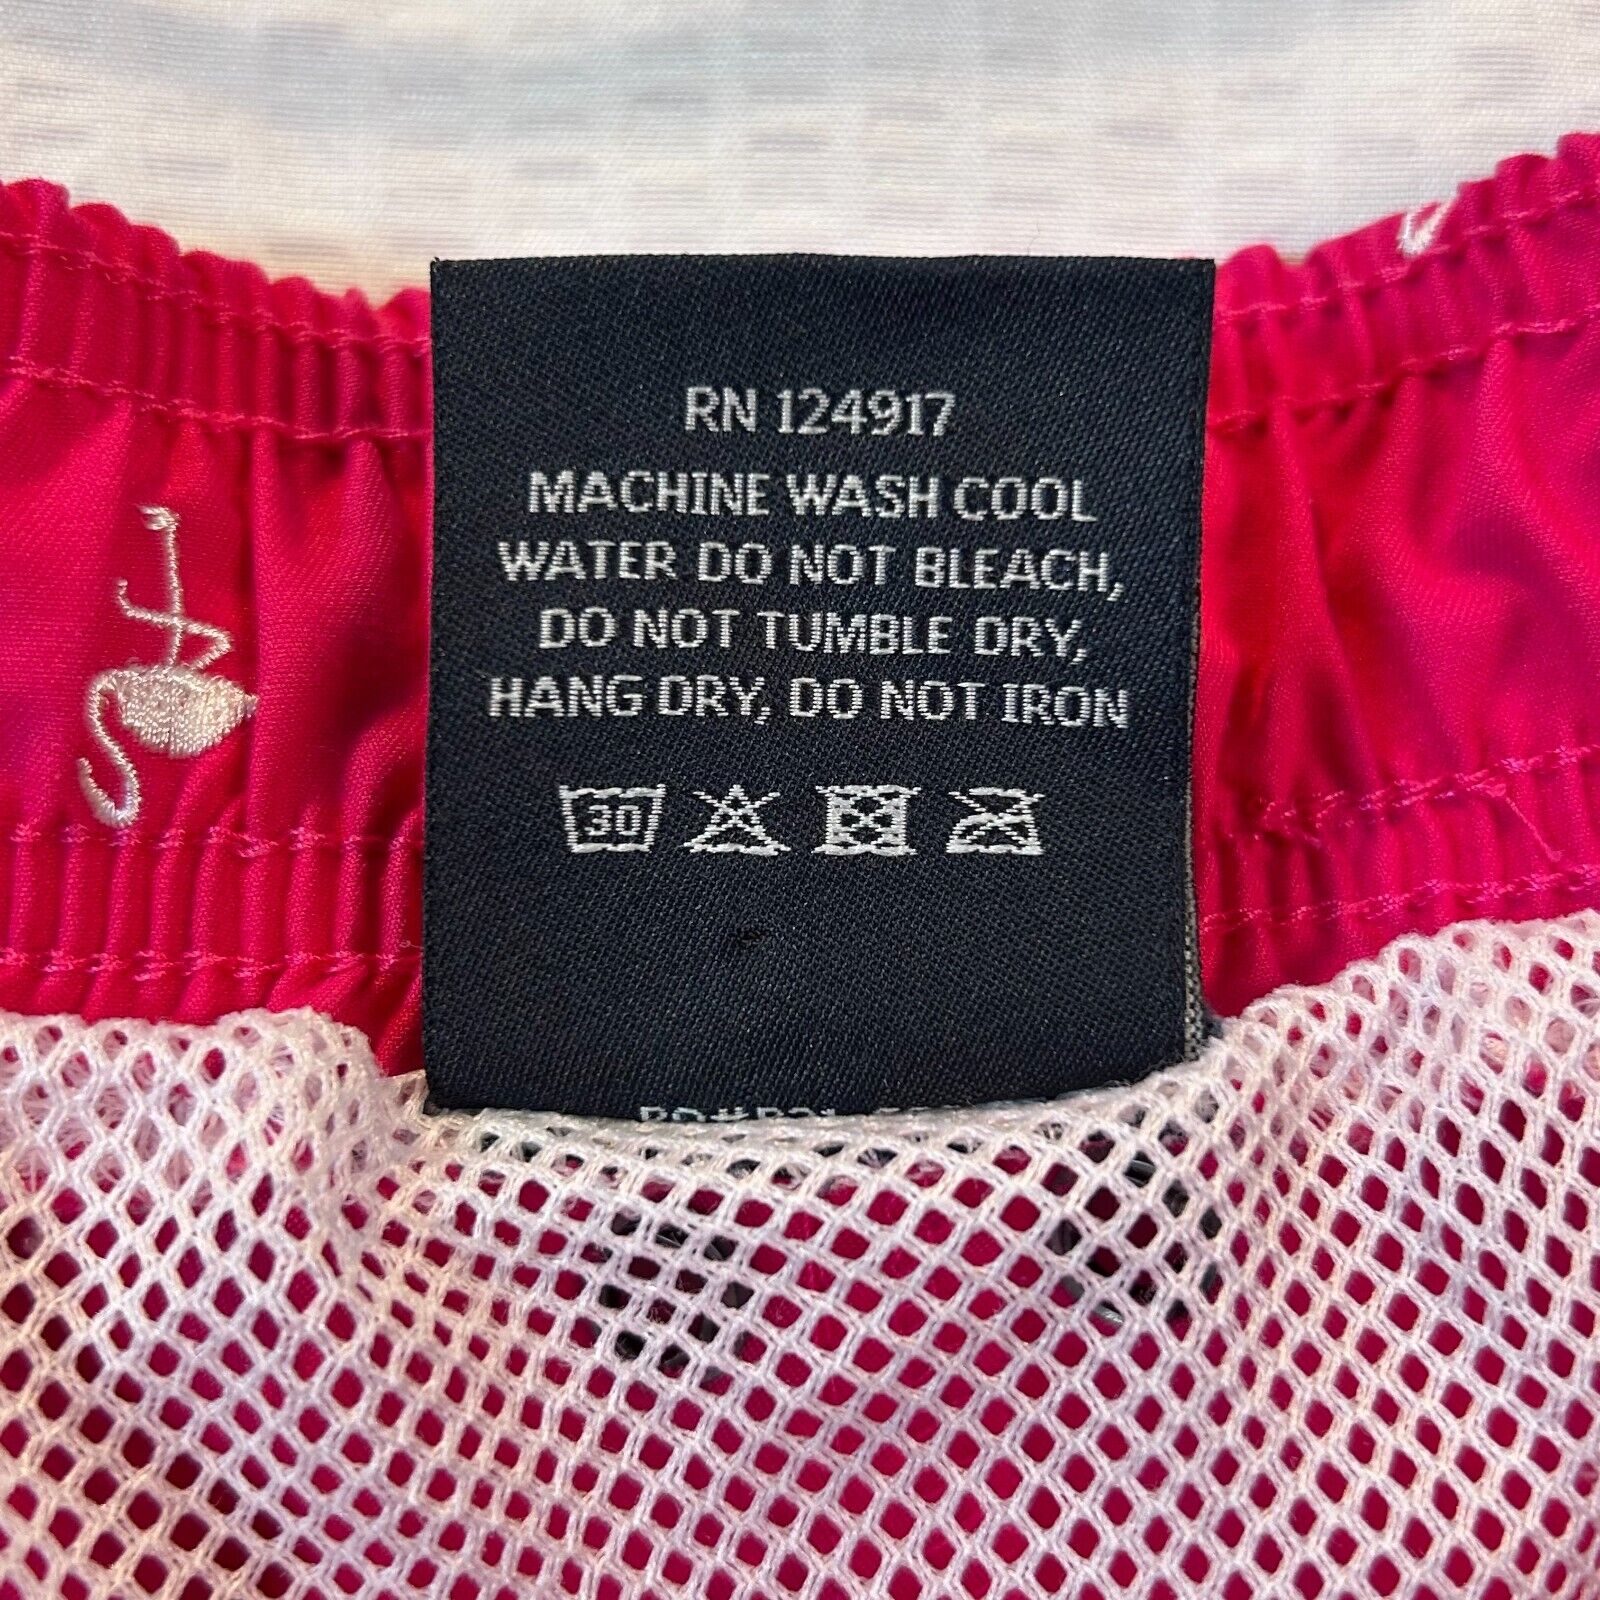 RN 124917
MACHINE WASH COOL
WATER DO NOT BLEACH,
DO NOT TUMBLE DRY,
HANG DRY, DO NOT IRON
30